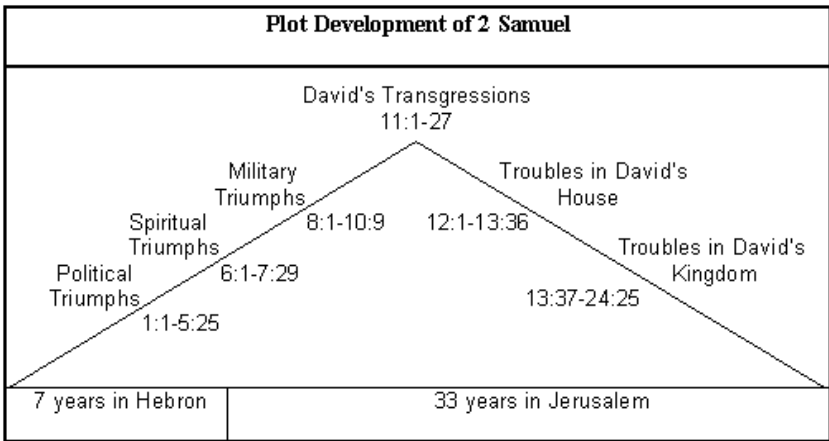 Plot Development of 2 Samuel
David's Transgressions
11:1-27
Military
Triumphs
8:1-10:9
Spiritual
Triumphs
6:1-7:29
Political
Triumphs
1:1-5:25
Troubles in David's
House
12:1-13:36
Troubles in David's
Kingdom
13:37-24:25
7 years in Hebron
33 years in Jerusalem